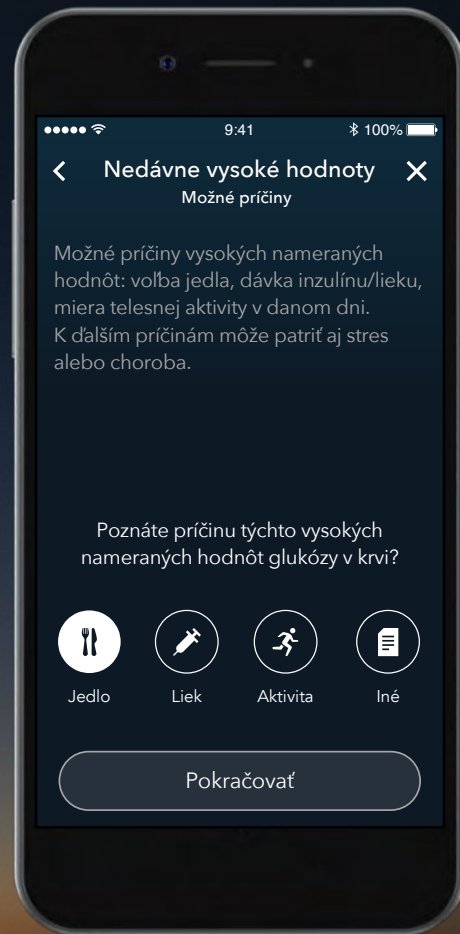 9:41
100%
Nedávne vysoké hodnoty
Možné príčiny
Možné príčiny vysokých nameraných
hodnôt: voľba jedla, dávka inzulínu/lieku,
miera telesnej aktivity v danom dni.
K ďalším príčinám môže patriť aj stres
alebo choroba.
Poznáte príčinu týchto vysokých
nameraných hodnôt glukózy v krvi?
Jedlo Liek Aktivita Iné
Pokračovať